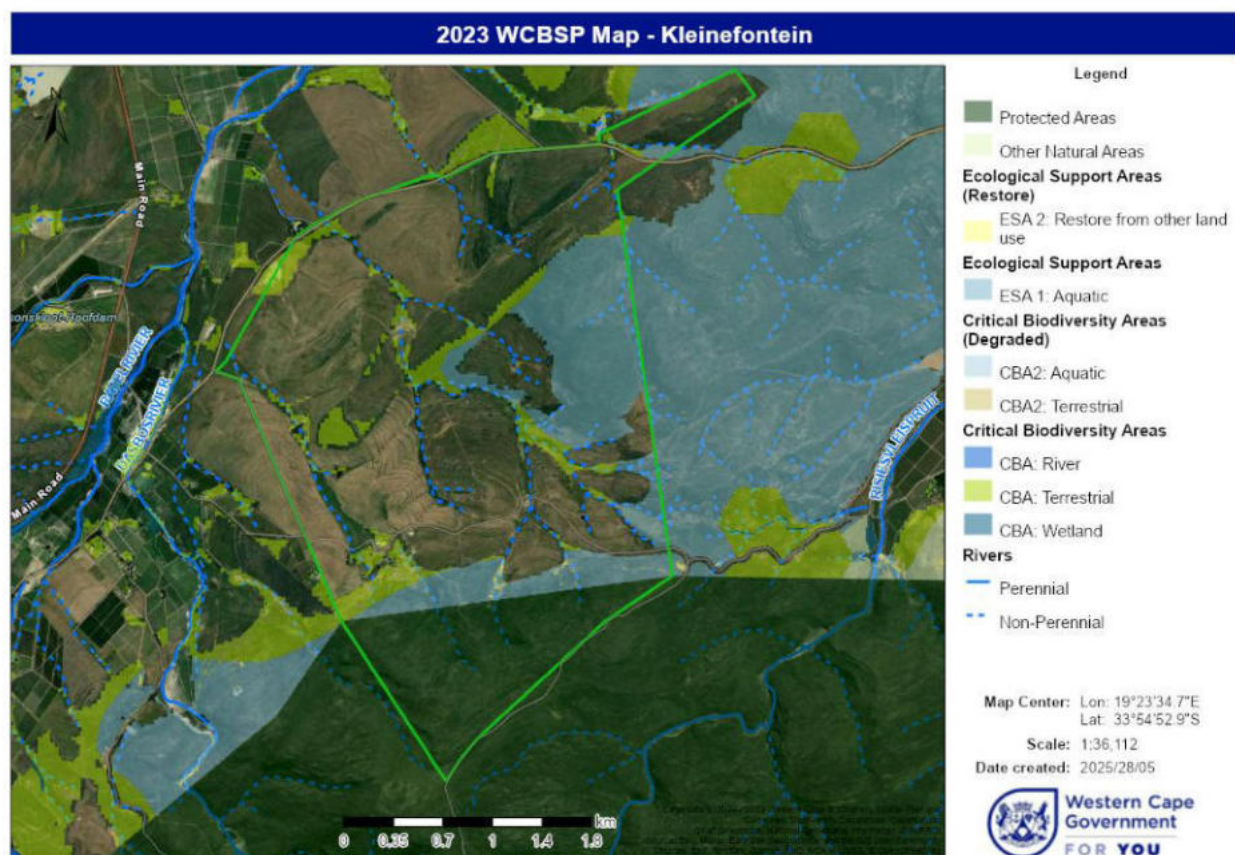 2023 WCBSP Map - Kleinefontein
Main Road
Main Road
DASBOSRIVIER
Legend
Protected Areas
Other Natural Areas
Ecological Support Areas
(Restore)
ESA 2: Restore from other land
use
Ecological Support Areas
ESA 1: Aquatic
Critical Biodiversity Areas
(Degraded)
CBA2: Aquatic
CBA2: Terrestrial
Critical Biodiversity Areas
CBA: River
CBA: Terrestrial
CBA: Wetland
Rivers
Perennial
Non-Perennial
km
0 0.35 0.7 1 1.4 1.8
Map Center: Lon: 19°23'34.7"E
Lat: 33°54'52.9"S
Scale: 1:36,112
Date created: 2025/28/05
Western Cape
Government
FOR YOU